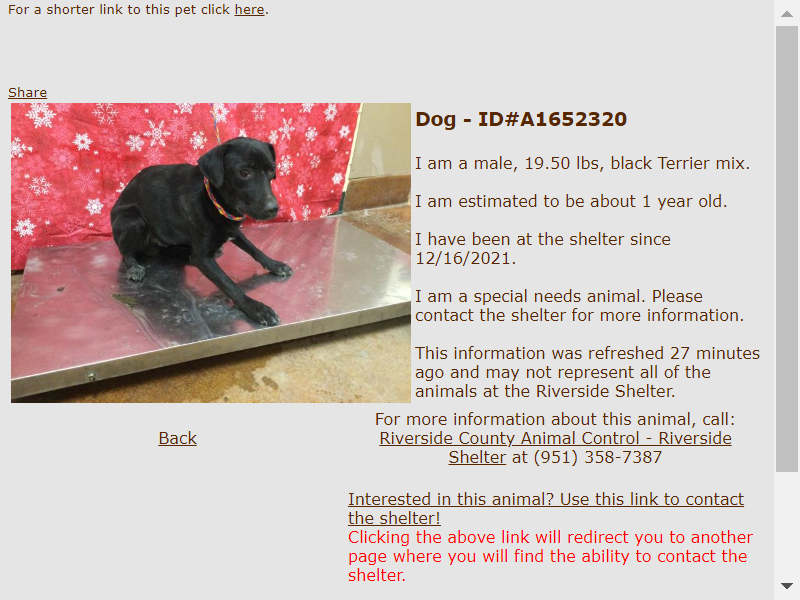 For a shorter link to this pet click here.
Share
Dog - ID#A1652320
I am a male, 19.50 lbs, black Terrier mix.
I am estimated to be about 1 year old.
I have been at the shelter since
12/16/2021.
I am a special needs animal. Please
contact the shelter for more information.
This information was refreshed 27 minutes
ago and may not represent all of the
animals at the Riverside Shelter.
For more information about this animal, call:
Back
Riverside County Animal Control - Riverside
Shelter at (951) 358-7387
Interested in this animal? Use this link to contact
the shelter!
Clicking the above link will redirect you to another
page where you will find the ability to contact the
shelter.